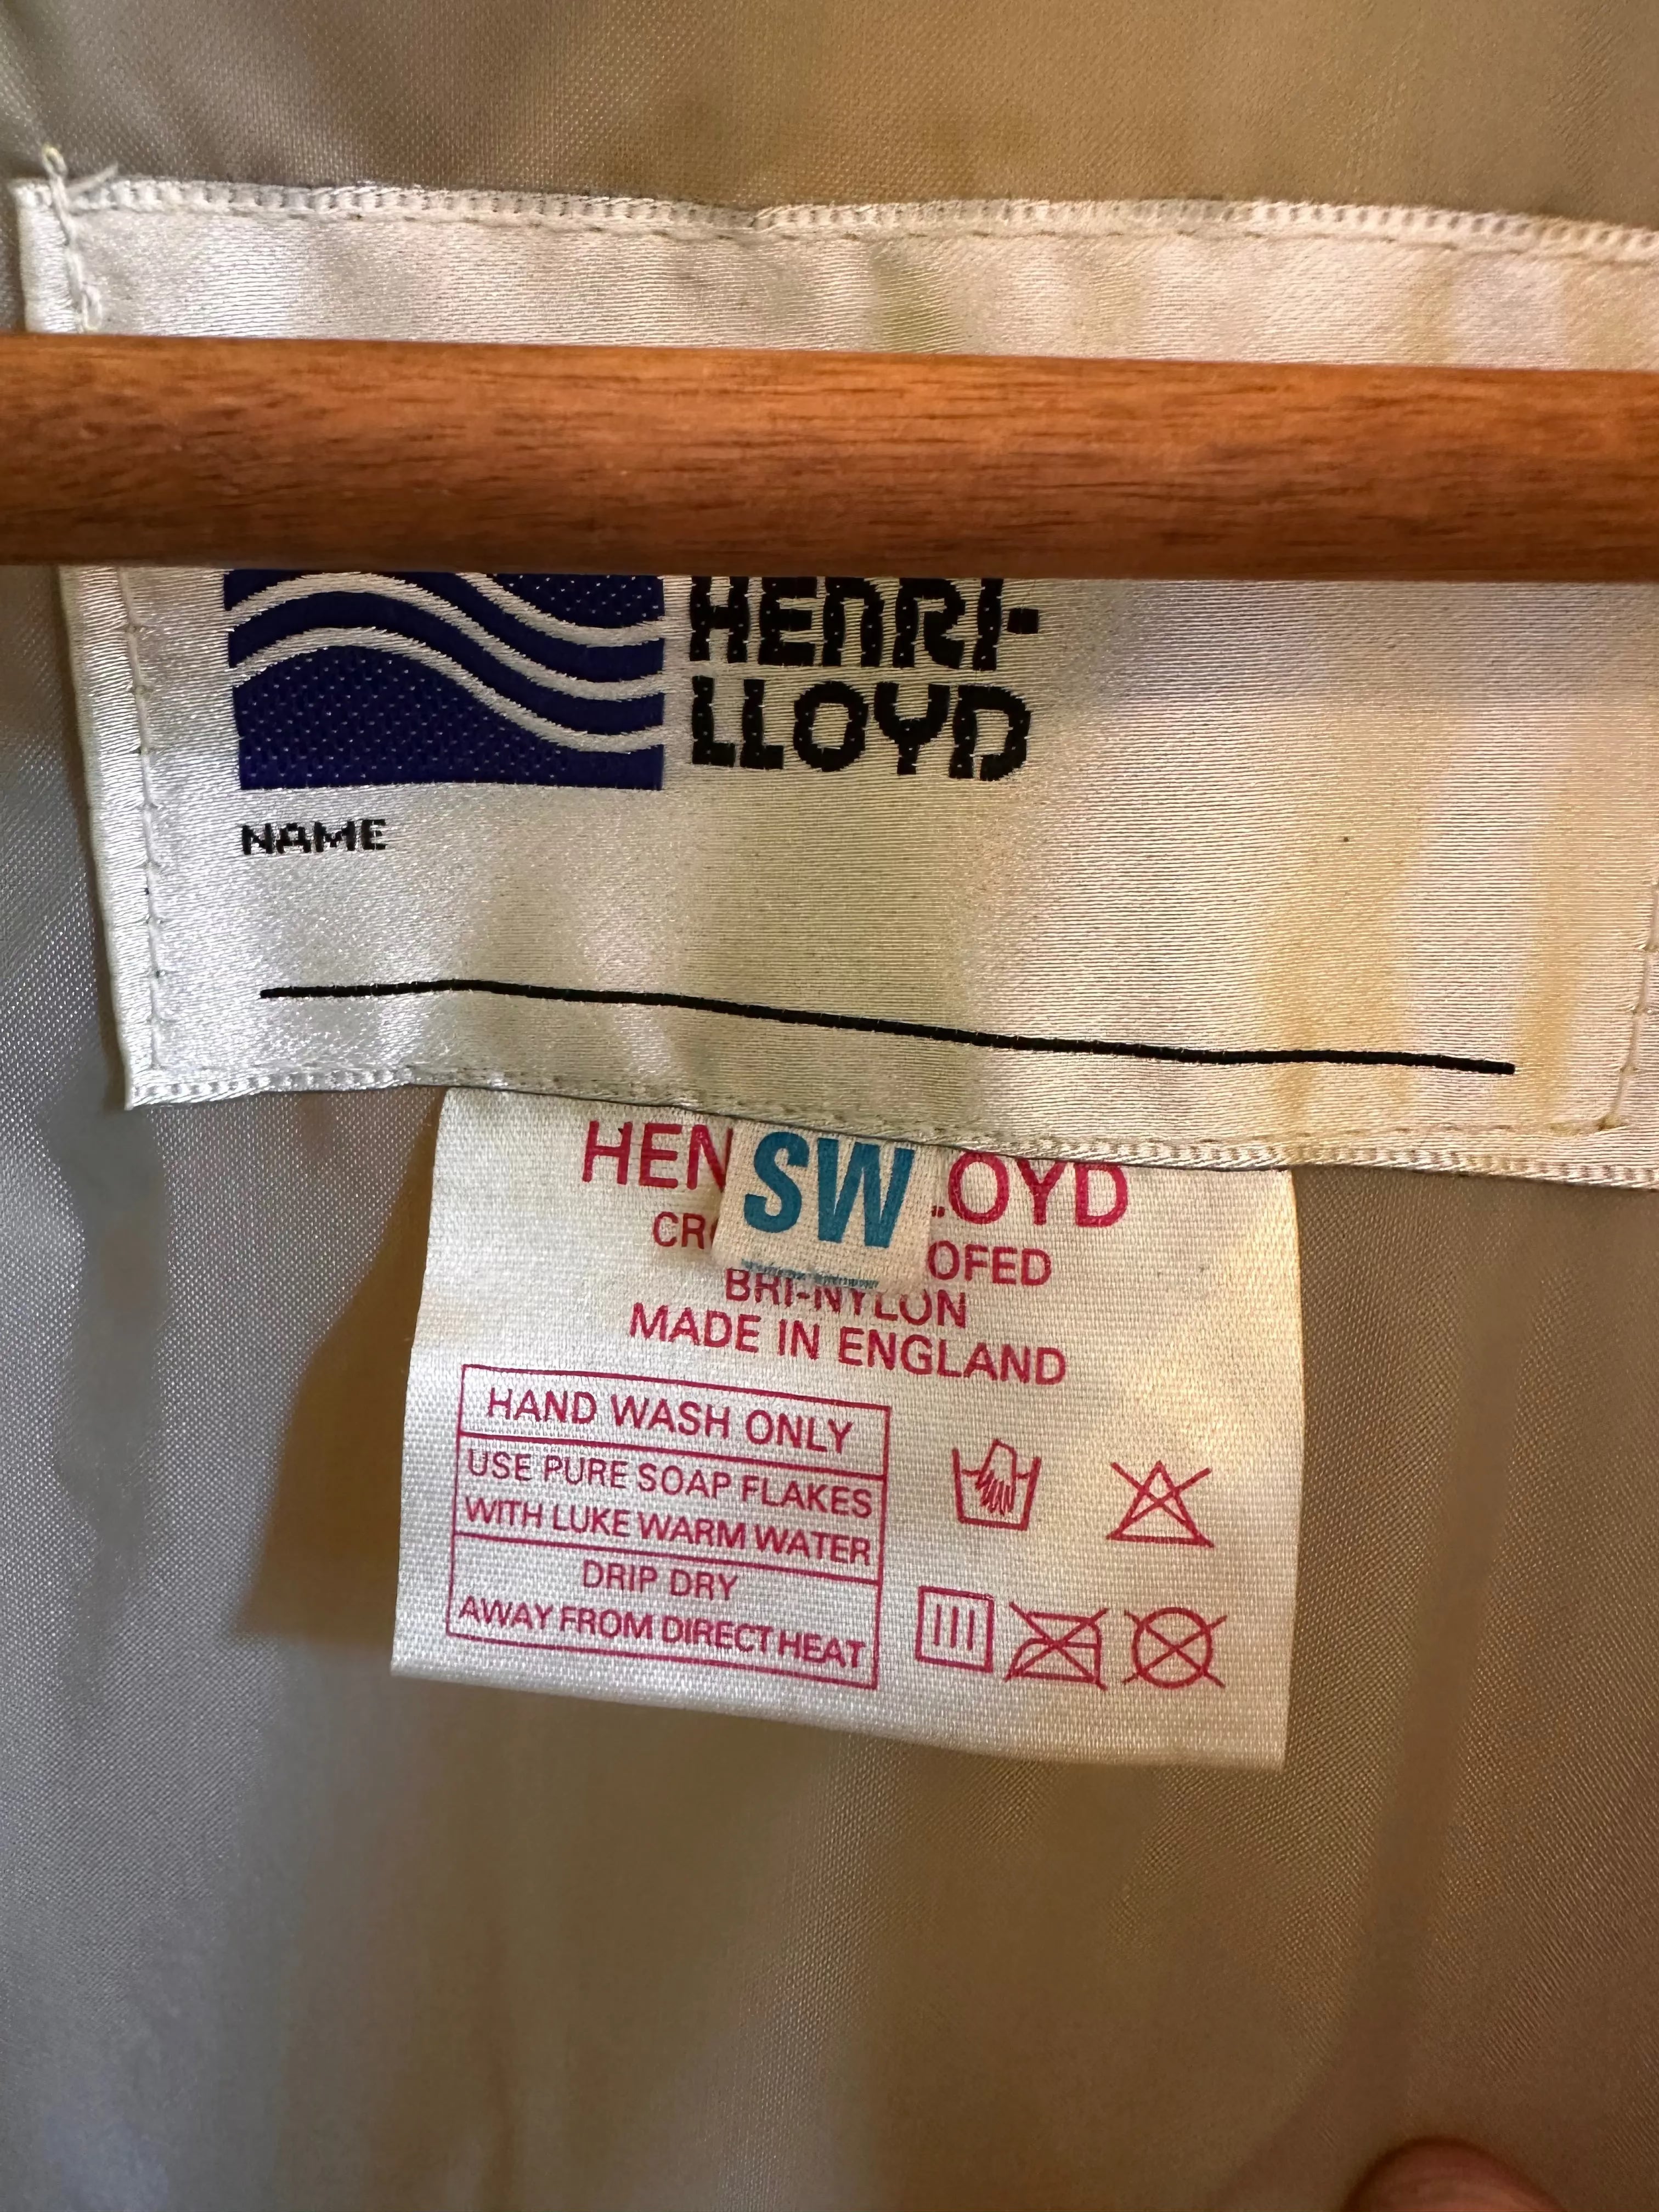 HENRI-
LLOYD
NAME
SW
HEN OYD
CR OFED
BRI-NYLON
MADE IN ENGLAND
HAND WASH ONLY
USE PURE SOAP FLAKES
WITH LUKE WARM WATER
DRIP DRY
AWAY FROM DIRECT HEAT